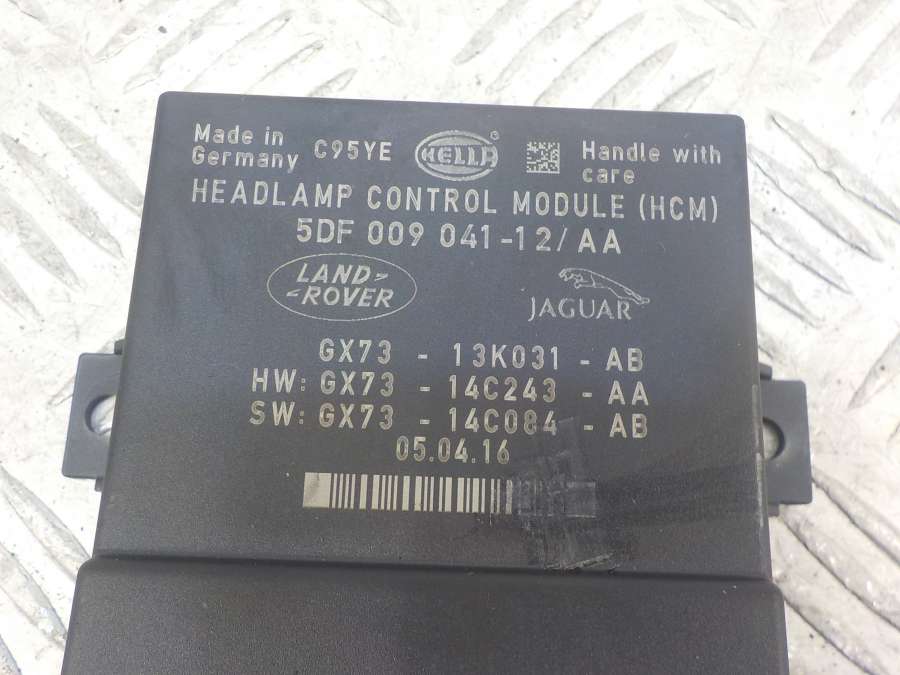 Made in
Germany
C95YE
HELLA
®
Handle with
care
HEADLAMP CONTROL MODULE (HCM)
5DF 009 041-12/AA
LAND-
-ROVER
JAGUAR
GX73 - 13K031 - AB
HW: GX73 - 14C243 - AA
SW: GX73 - 14C084 - AB
05.04.16